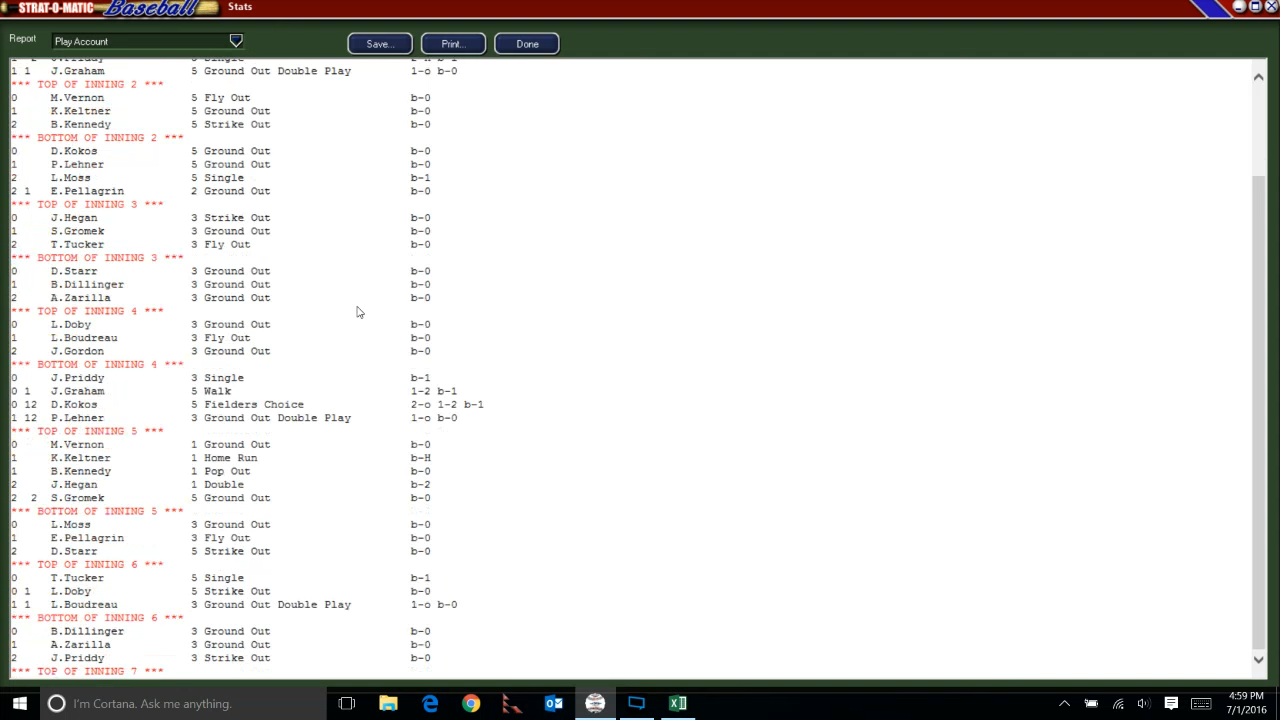 STRAT-O-MATIC Baseball Stats
Report Play Account Save... Print... Done
1 2 J.Priddy 5 Single 2-H b-1
1 1 J.Graham 5 Ground Out Double Play 1-o b-0
*** TOP OF INNING 2 ***
0 M.Vernon 5 Fly Out b-0
1 K.Keltner 5 Ground Out b-0
2 B.Kennedy 5 Strike Out b-0
*** BOTTOM OF INNING 2 ***
0 D.Kokos 5 Ground Out b-0
1 P.Lehner 5 Ground Out b-0
2 L.Moss 5 Single b-1
2 1 E.Pellagrin 2 Ground Out b-0
*** TOP OF INNING 3 ***
0 J.Hegan 3 Strike Out b-0
1 S.Gromek 3 Ground Out b-0
2 T.Tucker 3 Fly Out b-0
*** BOTTOM OF INNING 3 ***
0 D.Starr 3 Ground Out b-0
1 B.Dillinger 3 Ground Out b-0
2 A.Zarilla 3 Ground Out b-0
*** TOP OF INNING 4 ***
0 L.Doby 3 Ground Out b-0
1 L.Boudreau 3 Fly Out b-0
2 J.Gordon 3 Ground Out b-0
*** BOTTOM OF INNING 4 ***
0 J.Priddy 3 Single b-1
0 1 J.Graham 5 Walk 1-2 b-1
0 12 D.Kokos 5 Fielders Choice 2-o 1-2 b-1
1 12 P.Lehner 3 Ground Out Double Play 1-o b-0
*** TOP OF INNING 5 ***
0 M.Vernon 1 Ground Out b-0
1 K.Keltner 1 Home Run b-H
1 B.Kennedy 1 Pop Out b-0
2 J.Hegan 1 Double b-2
2 2 S.Gromek 5 Ground Out b-0
*** BOTTOM OF INNING 5 ***
0 L.Moss 3 Ground Out b-0
1 E.Pellagrin 3 Fly Out b-0
2 D.Starr 5 Strike Out b-0
*** TOP OF INNING 6 ***
0 T.Tucker 5 Single b-1
0 1 L.Doby 5 Strike Out b-0
1 1 L.Boudreau 3 Ground Out Double Play 1-o b-0
*** BOTTOM OF INNING 6 ***
0 B.Dillinger 3 Ground Out b-0
1 A.Zarilla 3 Ground Out b-0
2 J.Priddy 3 Strike Out b-0
*** TOP OF INNING 7 ***
I'm Cortana. Ask me anything.
4:59 PM
7/1/2016